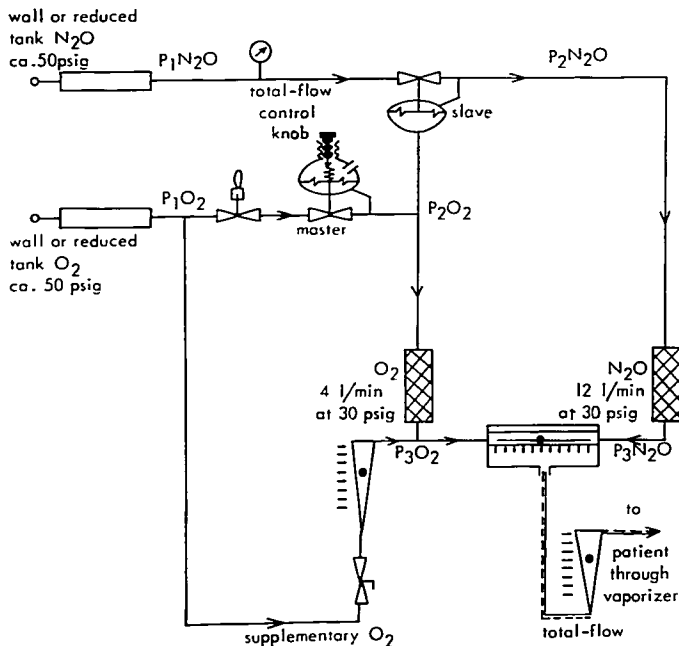 wall or reduced
tank N₂O
ca.50psig
P₁N₂O
total-flow
control
knob
slave
P₂N₂O
P₁O₂
master
P₂O₂
wall or reduced
tank O₂
ca. 50 psig
O₂
4 l/min
at 30 psig
N₂O
12 l/min
at 30 psig
P₃O₂
P₃N₂O
to
patient
through
vaporizer
total-flow
supplementary O₂